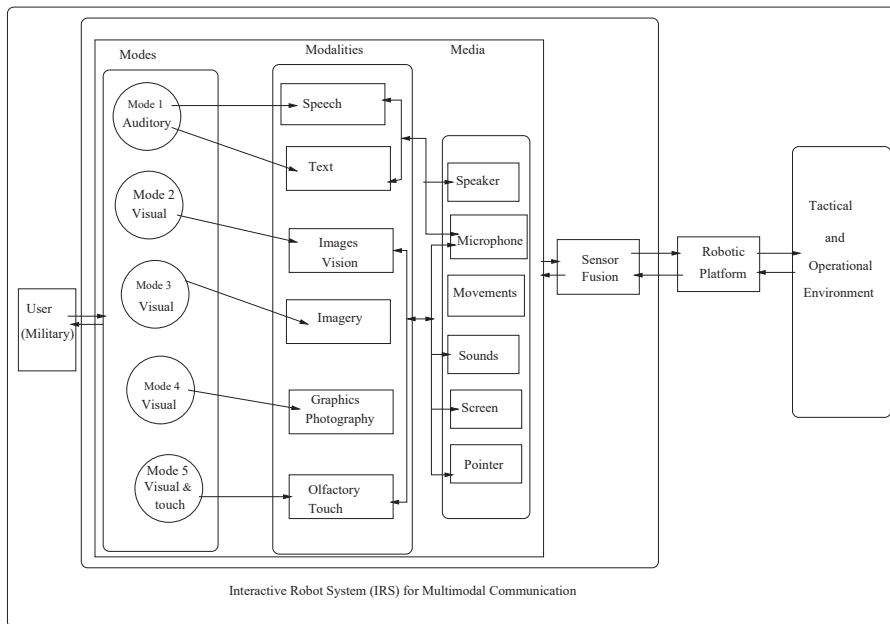 Modes
Modalities
Media
User
(Military)
Mode 1
Auditory
Mode 2
Visual
Mode 3
Visual
Mode 4
Visual
Mode 5
Visual &
touch
Speech
Text
Images
Vision
Imagery
Graphics
Photography
Olfactory
Touch
Speaker
Microphone
Movements
Sounds
Screen
Pointer
Sensor
Fusion
Robotic
Platform
Tactical
and
Operational
Environment
Interactive Robot System (IRS) for Multimodal Communication